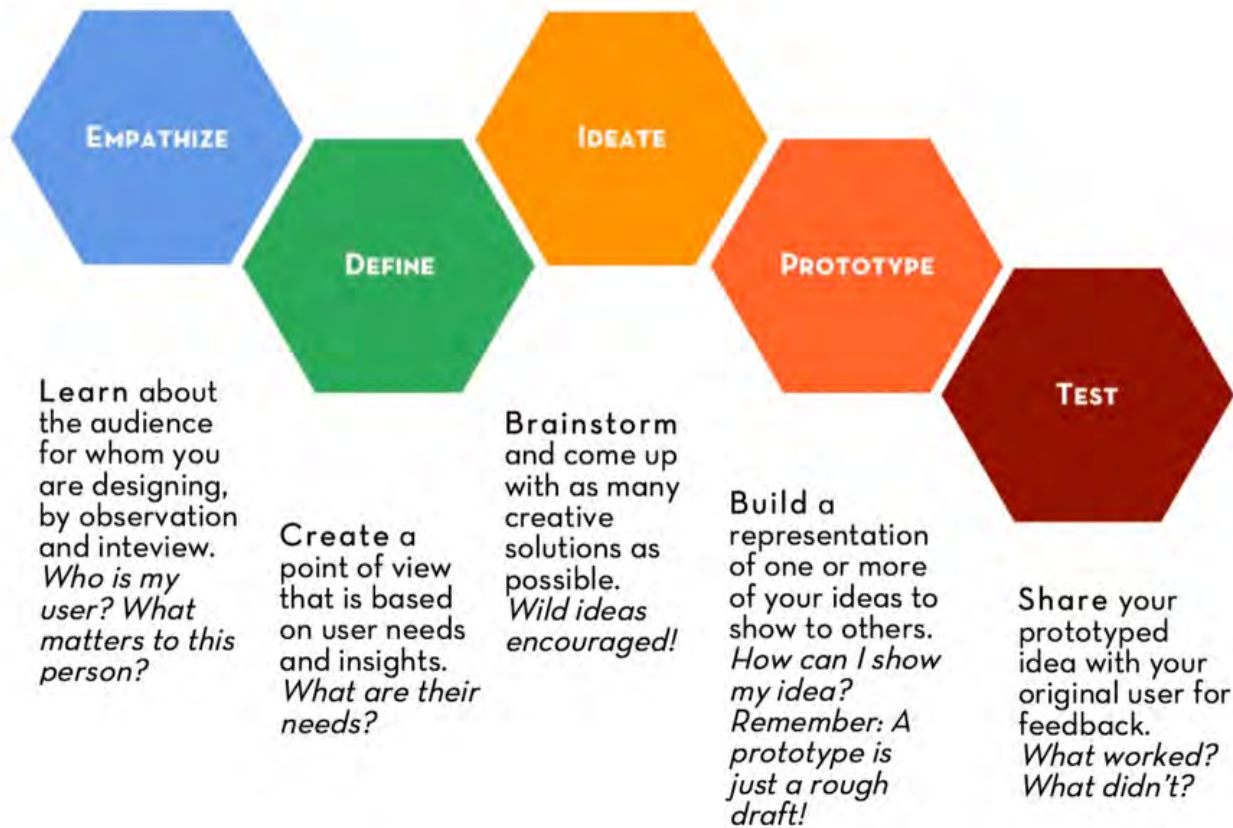 EMPATHIZE
DEFINE
IDEATE
PROTOTYPE
TEST
Learn about
the audience
for whom you
are designing,
by observation
and inteview.
Who is my
user? What
matters to this
person?
Create a
point of view
that is based
on user needs
and insights.
What are their
needs?
Brainstorm
and come up
with as many
creative
solutions as
possible.
Wild ideas
encouraged!
Build a
representation
of one or more
of your ideas to
show to others.
How can I show
my idea?
Remember: A
prototype is
just a rough
draft!
Share your
prototyped
idea with your
original user for
feedback.
What worked?
What didn't?